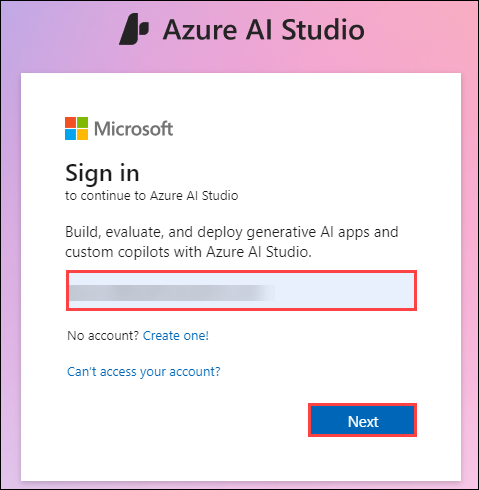 Azure AI Studio
Microsoft
Sign in
to continue to Azure AI Studio
Build, evaluate, and deploy generative AI apps and
custom copilots with Azure AI Studio.
No account? Create one!
Can't access your account?
Next